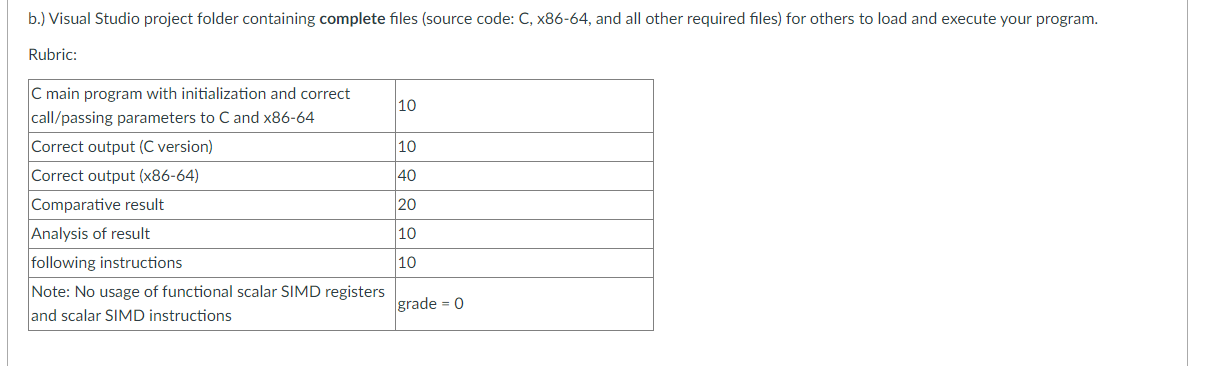 b.) Visual Studio project folder containing complete files (source code: C, x86-64, and all other required files) for others to load and execute your program.
Rubric:
C main program with initialization and correct
call/passing parameters to C and x86-64
10
Correct output (C version)
10
Correct output (x86-64)
40
Comparative result
20
Analysis of result
10
following instructions
10
Note: No usage of functional scalar SIMD registers
and scalar SIMD instructions
grade = 0